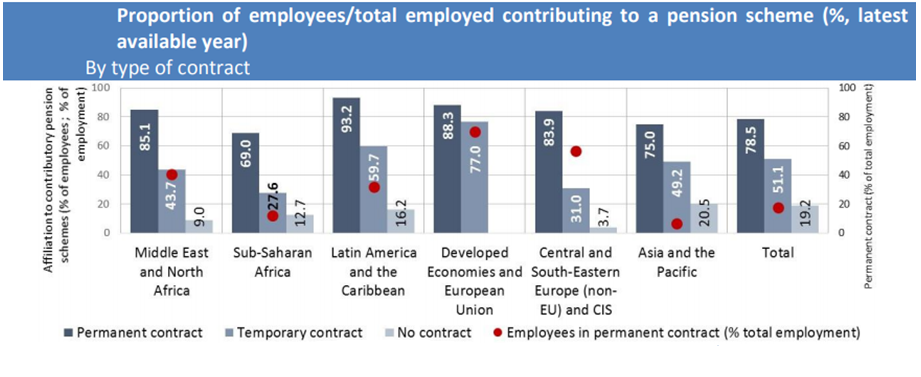 Proportion of employees/total employed contributing to a pension scheme (%, latest
available year)
By type of contract
Affiliation to contributory pension
schemes (% of employees ; % of
employment)
100
80
60
40
20
0
85.1
43.7
9.0
69.0
27.6
12.7
93.2
59.7
16.2
88.3
77.0
83.9
31.0
3.7
75.0
49.2
20.5
78.5
51.1
19.2
100
80
60
40
20
0
Permanent contract (% of total employment)
Middle East
and North
Africa
Sub-Saharan
Africa
Latin America
and the
Caribbean
Developed
Economies and
European
Union
Central and
South-Eastern
Europe (non-
EU) and CIS
Asia and the
Pacific
Total
Permanent contract
Temporary contract
No contract
Employees in permanent contract (% total employment)